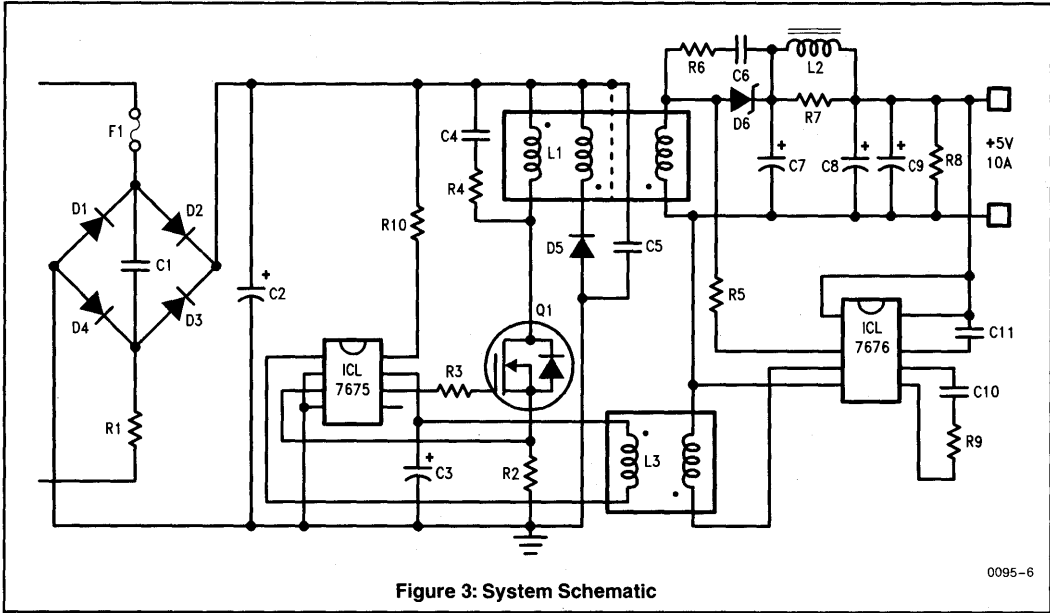 R6
C6
L2
D6
R7
F1
C4
L1
+5V
10A
R4
C7
C8
C9
R8
D1
D2
R10
D5
C5
C1
C2
R5
D4
D3
Q1
ICL
7676
C11
ICL
7675
R3
C10
R1
R2
C3
L3
R9
+
+
+
+
+
0095-6
Figure 3: System Schematic